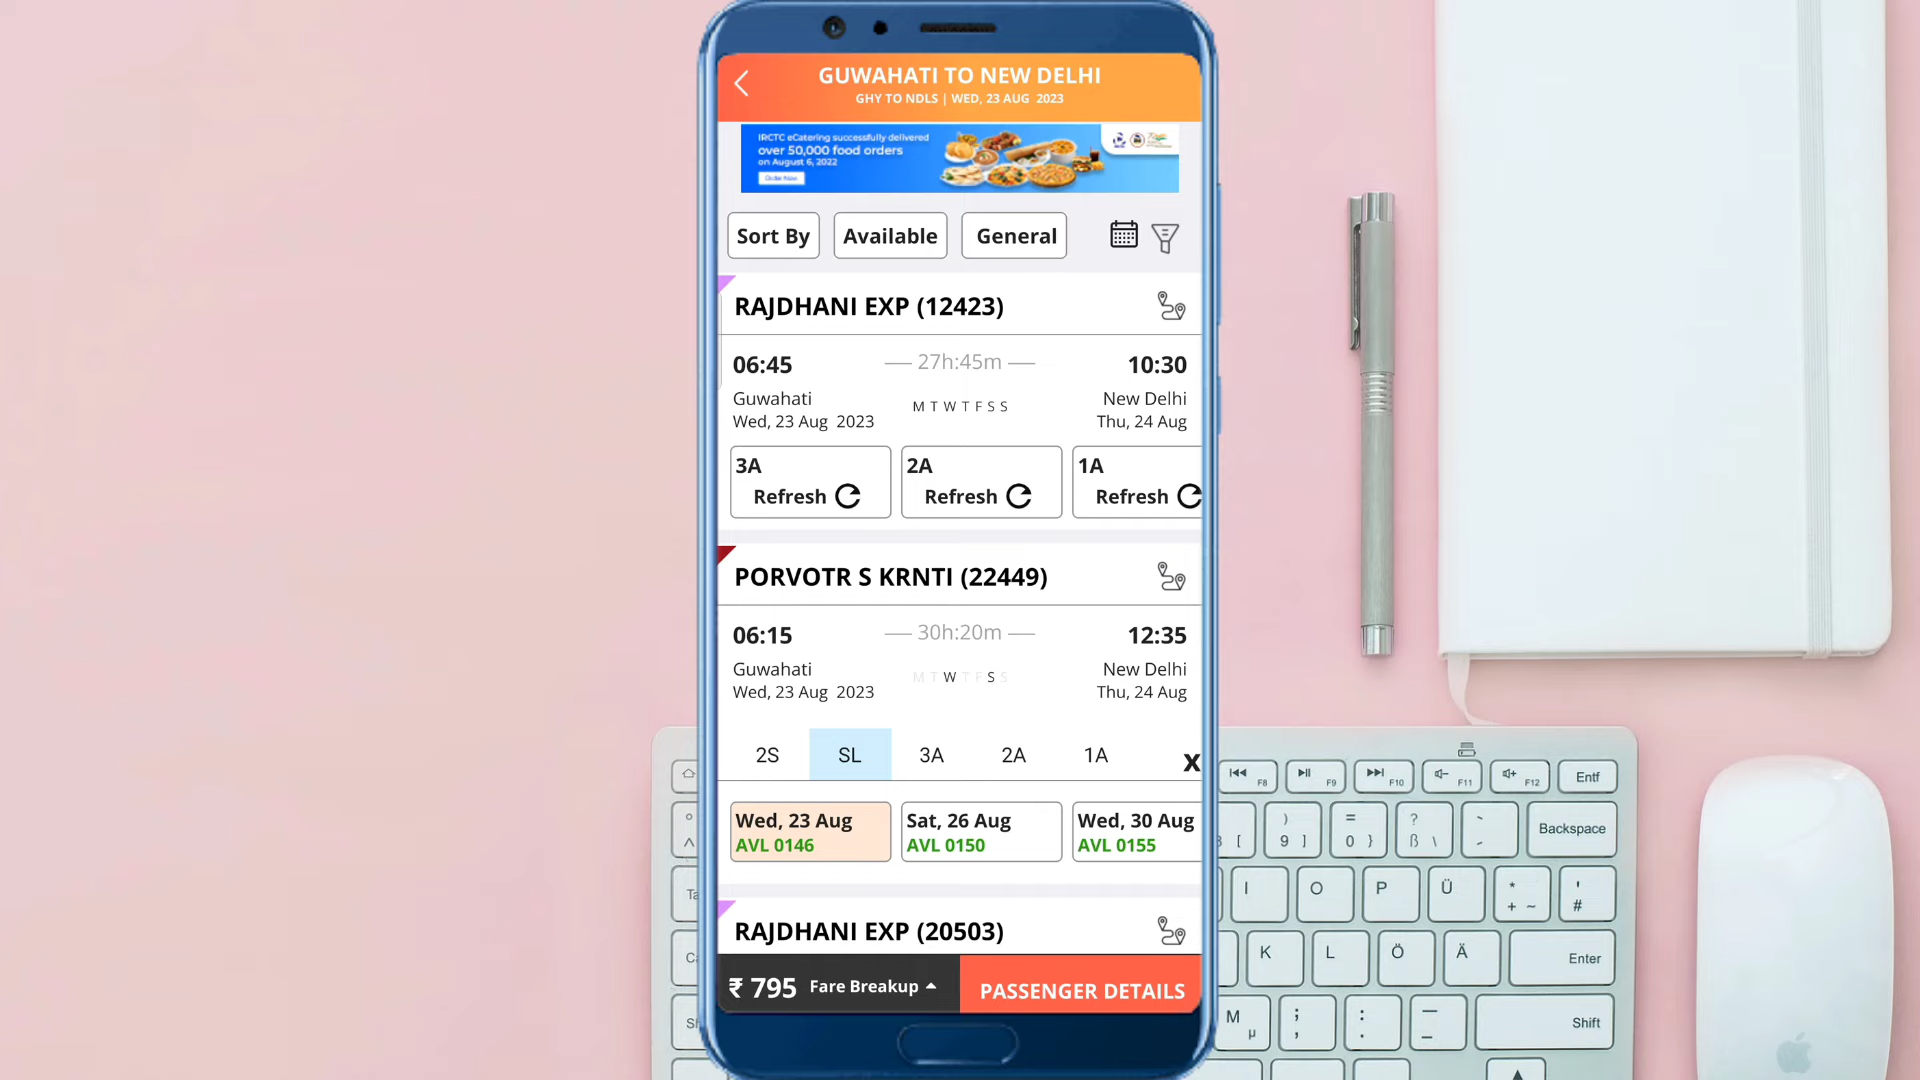 GUWAHATI TO NEW DELHI
GHY TO NDLS | WED, 23 AUG 2023
IRCTC eCatering successfully delivered
over 50,000 food orders
on August 6, 2022
Order Now
Sort By
Available
General
RAJDHANI EXP (12423)
06:45
27h:45m
10:30
Guwahati
New Delhi
M T W T F S S
Wed, 23 Aug 2023
Thu, 24 Aug
3A
Refresh
2A
Refresh
1A
Refresh
PORVOTR S KRNTI (22449)
06:15
30h:20m
12:35
Guwahati
New Delhi
M T W T F S S
Wed, 23 Aug 2023
Thu, 24 Aug
2S
SL
3A
2A
1A
X
Wed, 23 Aug
AVL 0146
Sat, 26 Aug
AVL 0150
Wed, 30 Aug
AVL 0155
RAJDHANI EXP (20503)
₹ 795
Fare Breakup
PASSENGER DETAILS
F8
F9
F10
F11
F12
Entf
9 ]
0 }
ß \
Backspace
I
O
P
Ü
* + ~
' #
K
L
Ö
Ä
Enter
M µ
; ,
: .
Shift